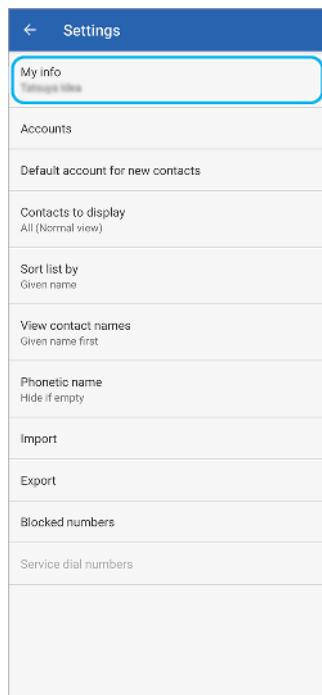 Settings
My info
Accounts
Default account for new contacts
Contacts to display
All (Normal view)
Sort list by
Given name
View contact names
Given name first
Phonetic name
Hide if empty
Import
Export
Blocked numbers
Service dial numbers